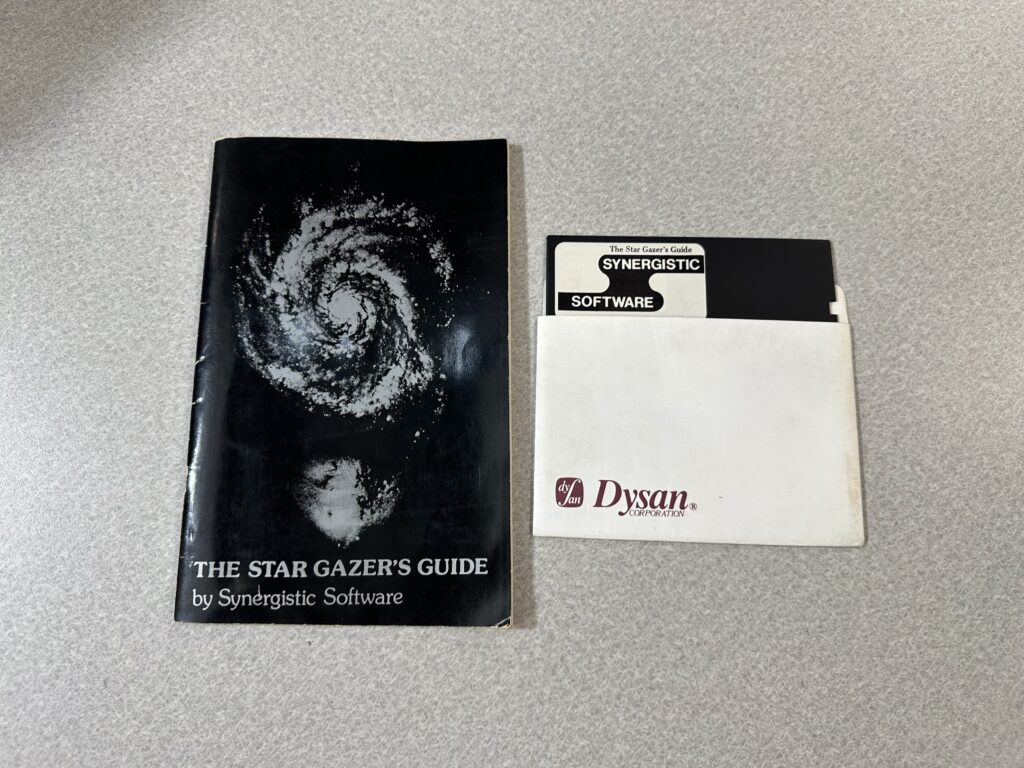 THE STAR GAZER'S GUIDE
by Synergistic Software
The Star Gazer's Guide
SYNERGISTIC
SOFTWARE
dy
san
Dysan®
CORPORATION